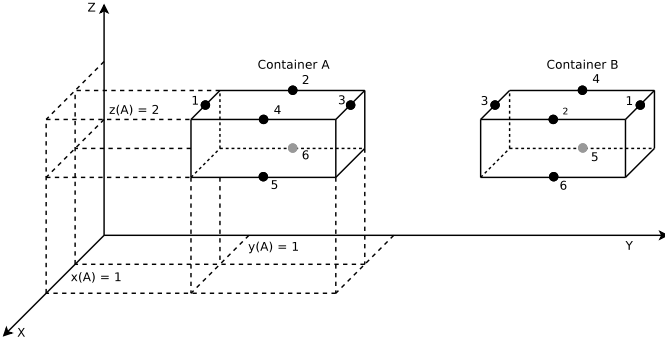 Z
Container A
Container B
2
4
1
3
3
1
z(A) = 2
4
2
6
5
5
6
y(A) = 1
Y
x(A) = 1
X